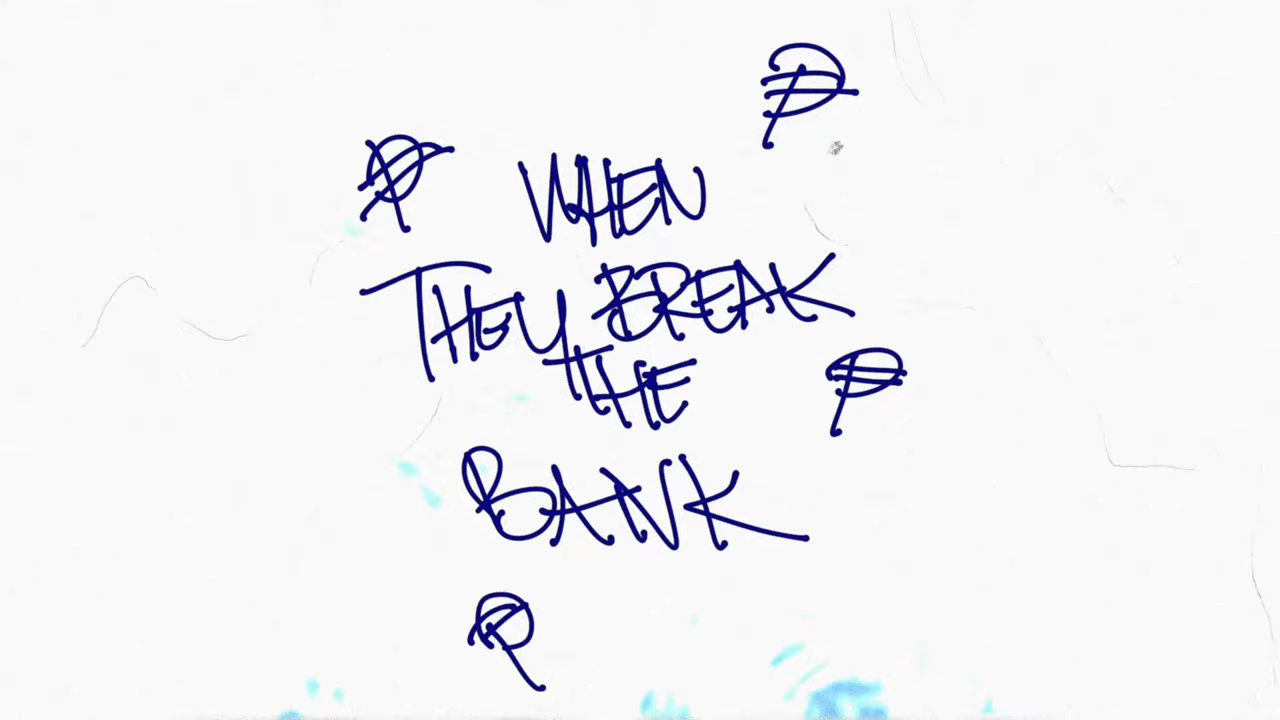 ₱
₱
WHEN
THEY BREAK
THE
₱
BANK
₱